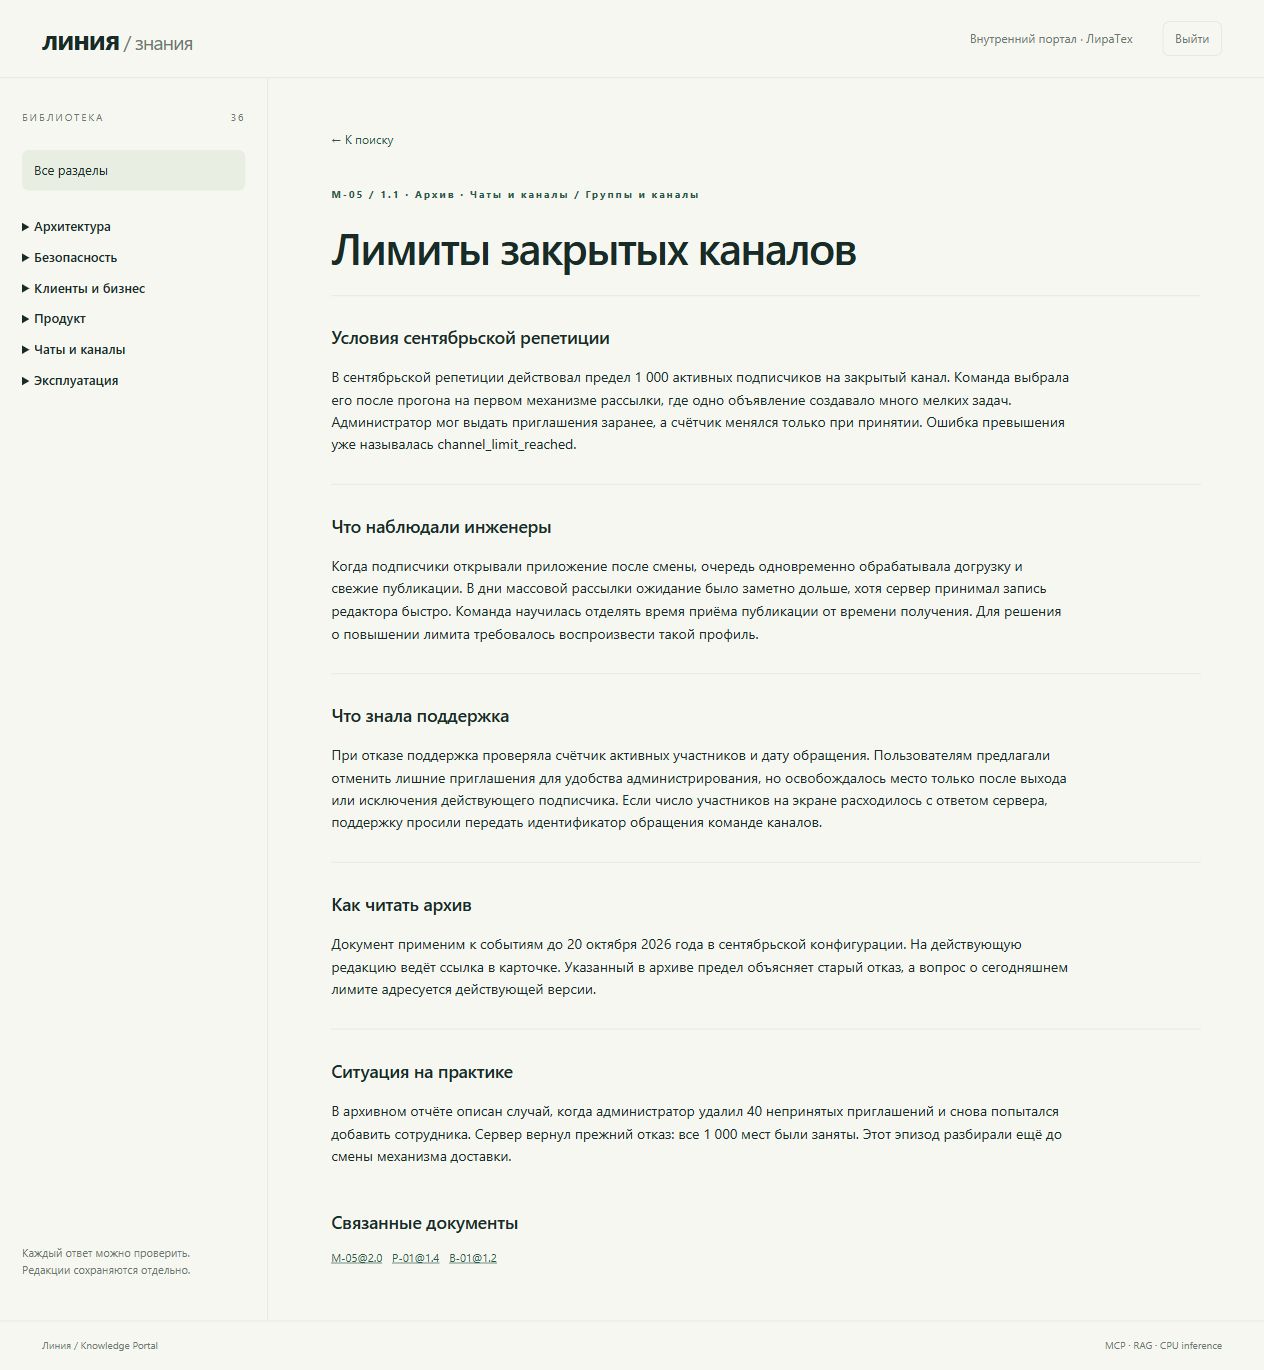 ЛИНИЯ / знания
Внутренний портал · ЛираТех
Выйти
БИБЛИОТЕКА 36
Все разделы
▶ Архитектура
▶ Безопасность
▶ Клиенты и бизнес
▶ Продукт
▶ Чаты и каналы
▶ Эксплуатация
Каждый ответ можно проверить.
Редакции сохраняются отдельно.
← К поиску
М-05 / 1.1 · Архив · Чаты и каналы / Группы и каналы
Лимиты закрытых каналов
Условия сентябрьской репетиции
В сентябрьской репетиции действовал предел 1 000 активных подписчиков на закрытый канал. Команда выбрала
его после прогона на первом механизме рассылки, где одно объявление создавало много мелких задач.
Администратор мог выдать приглашения заранее, а счётчик менялся только при принятии. Ошибка превышения
уже называлась channel_limit_reached.
Что наблюдали инженеры
Когда подписчики открывали приложение после смены, очередь одновременно обрабатывала догрузку и
свежие публикации. В дни массовой рассылки ожидание было заметно дольше, хотя сервер принимал запись
редактора быстро. Команда научилась отделять время приёма публикации от времени получения. Для решения
о повышении лимита требовалось воспроизвести такой профиль.
Что знала поддержка
При отказе поддержка проверяла счётчик активных участников и дату обращения. Пользователям предлагали
отменить лишние приглашения для удобства администрирования, но освобождалось место только после выхода
или исключения действующего подписчика. Если число участников на экране расходилось с ответом сервера,
поддержку просили передать идентификатор обращения команде каналов.
Как читать архив
Документ применим к событиям до 20 октября 2026 года в сентябрьской конфигурации. На действующую
редакцию ведёт ссылка в карточке. Указанный в архиве предел объясняет старый отказ, а вопрос о сегодняшнем
лимите адресуется действующей версии.
Ситуация на практике
В архивном отчёте описан случай, когда администратор удалил 40 непринятых приглашений и снова попытался
добавить сотрудника. Сервер вернул прежний отказ: все 1 000 мест были заняты. Этот эпизод разбирали ещё до
смены механизма доставки.
Связанные документы
M-05@2.0 P-01@1.4 B-01@1.2
Линия / Knowledge Portal
MCP · RAG · CPU inference